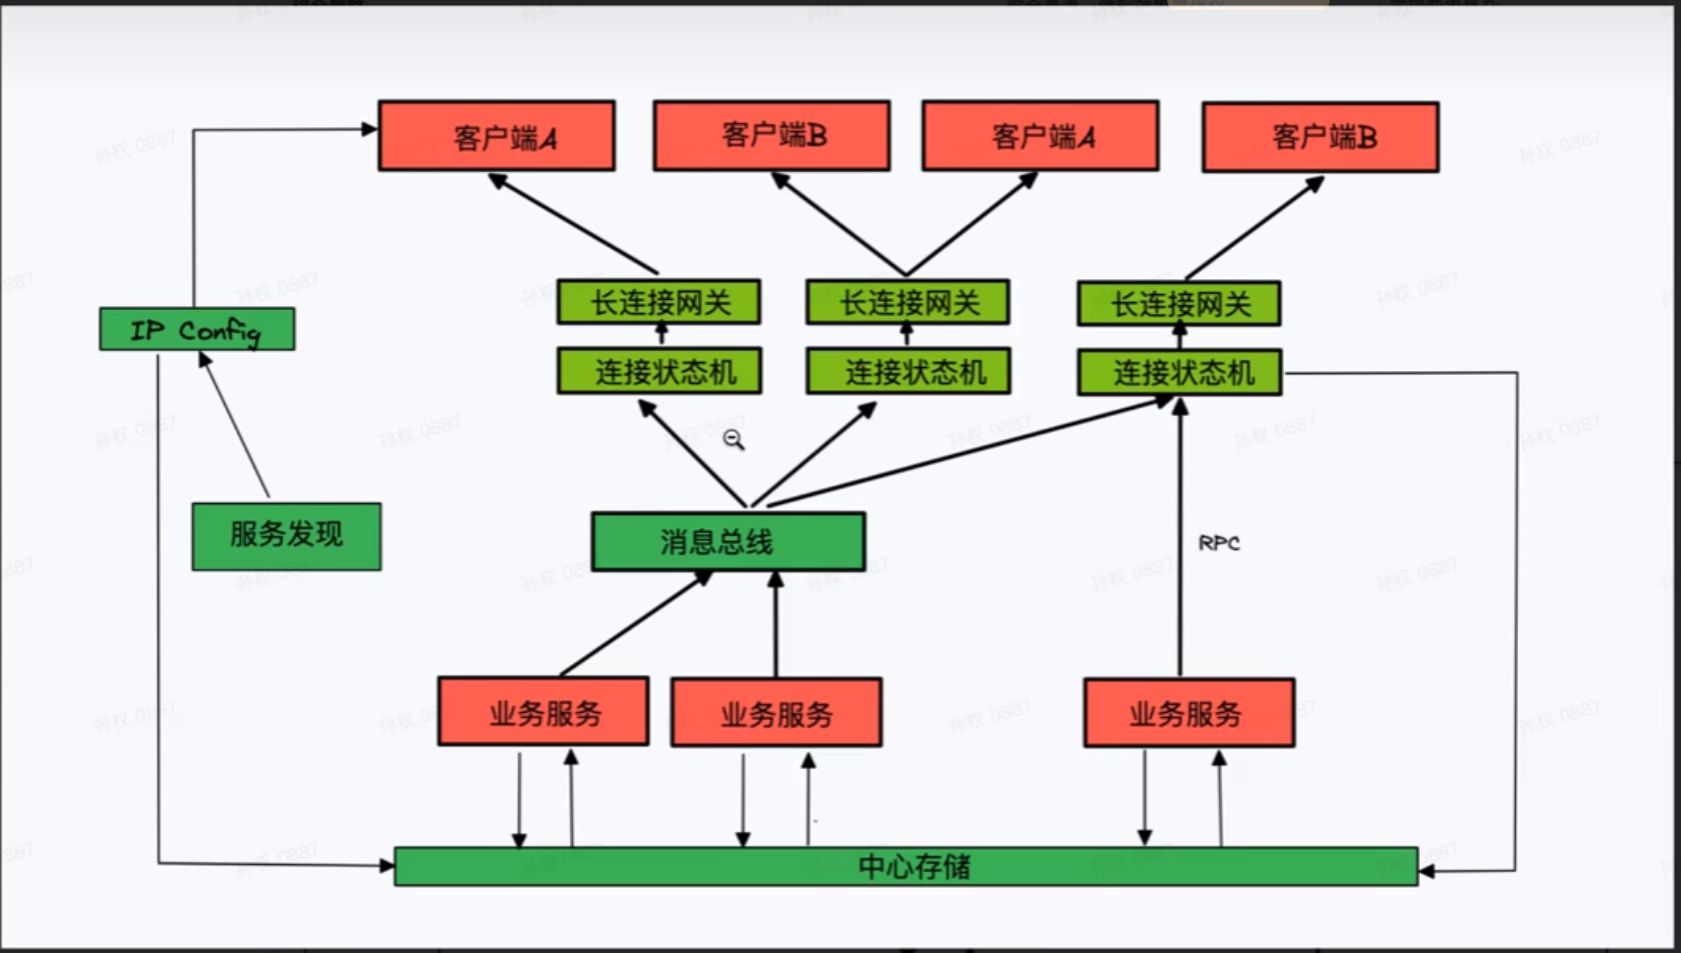 客户端A
客户端B
客户端A
客户端B
长连接网关
长连接网关
长连接网关
IP Config
连接状态机
连接状态机
连接状态机
服务发现
消息总线
RPC
业务服务
业务服务
业务服务
中心存储